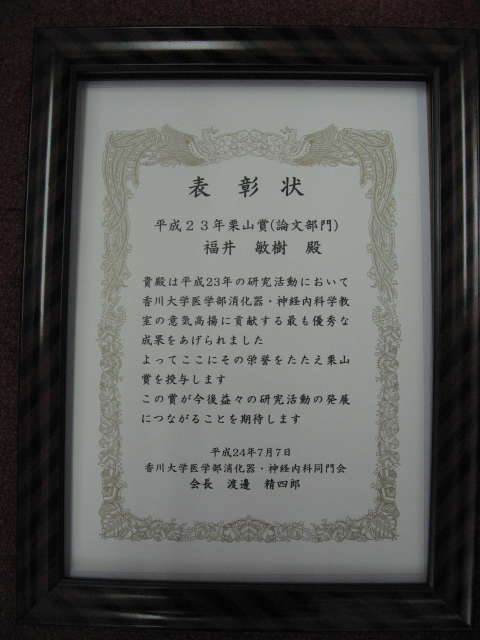 表彰状
平成２３年栗山賞(論文部門)
福井 敏樹 殿
貴殿は平成23年の研究活動において
香川大学医学部消化器・神経内科学教
室の意気高揚に貢献する最も優秀な
成果をあげられました
よってここにその栄誉をたたえ栗山
賞を授与します
この賞が今後益々の研究活動の発展
につながることを期待します
平成24年7月7日
香川大学医学部消化器・神経内科同門会
会長 渡邊 精四郎